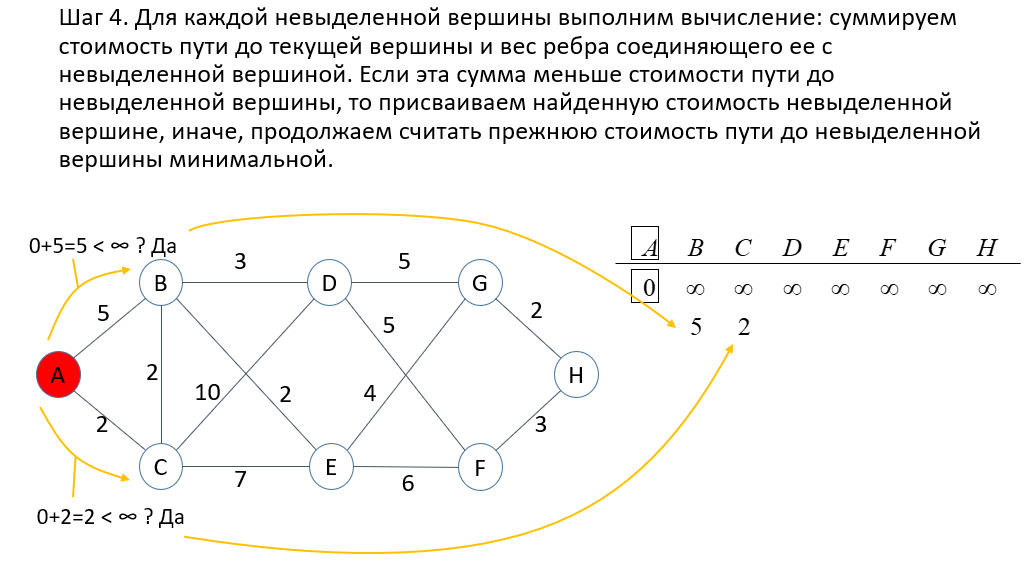 Шаг 4. Для каждой невыделенной вершины выполним вычисление: суммируем
стоимость пути до текущей вершины и вес ребра соединяющего ее с
невыделенной вершиной. Если эта сумма меньше стоимости пути до
невыделенной вершины, то присваиваем найденную стоимость невыделенной
вершине, иначе, продолжаем считать прежнюю стоимость пути до невыделенной
вершины минимальной.
0+5=5 < ∞ ? Да
A B C D E F G H
0 ∞ ∞ ∞ ∞ ∞ ∞ ∞
5 2
3 5
B D G
5 5 2
A 2 10 2 4 H
2 3
C E F
7 6
0+2=2 < ∞ ? Да